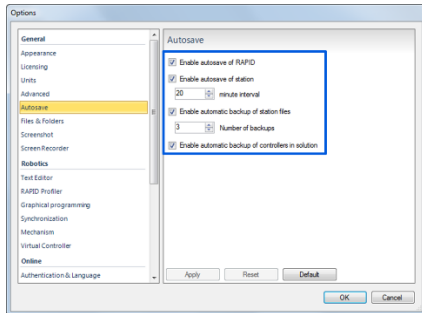 Options
General
Appearance
Licensing
Units
Advanced
Autosave
Files & Folders
Screenshot
Screen Recorder
Robotics
Text Editor
RAPID Profiler
Graphical programming
Synchronization
Mechanism
Virtual Controller
Online
Authentication & Language
Autosave
Enable autosave of RAPID
Enable autosave of station
20 minute interval
Enable automatic backup of station files
3 Number of backups
Enable automatic backup of controllers in solution
Apply Reset Default
OK Cancel